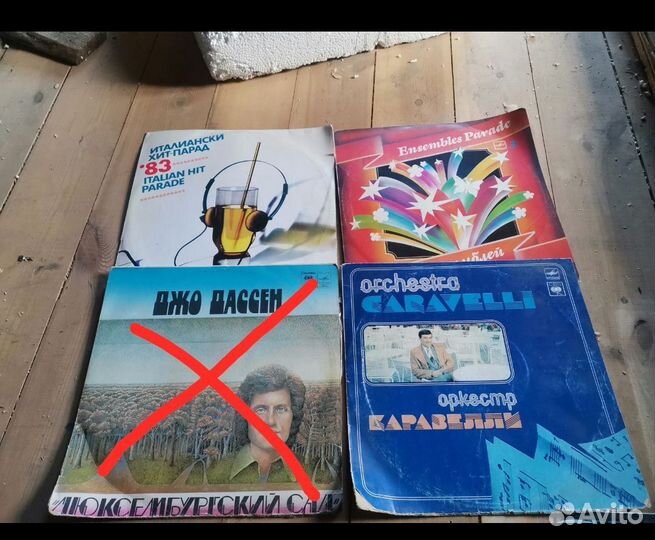 ИТАЛИАНСКИ
ХИТ-ПАРАД
'83
ITALIAN HIT
PARADE
Ensembles Parade
ДЖО ДАССЕН
ЛЮКСЕМБУРГСКИЙ САД
orchestra
CARAVELLI
оркестр
КАРАВЕЛЛИ
Avito